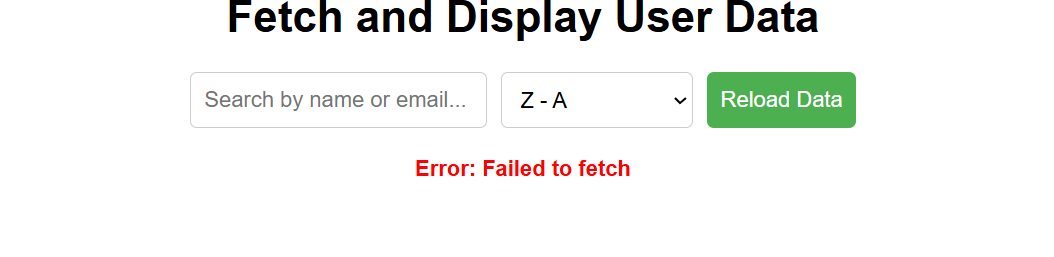 Fetch and Display User Data
Search by name or email... Z - A Reload Data
Error: Failed to fetch